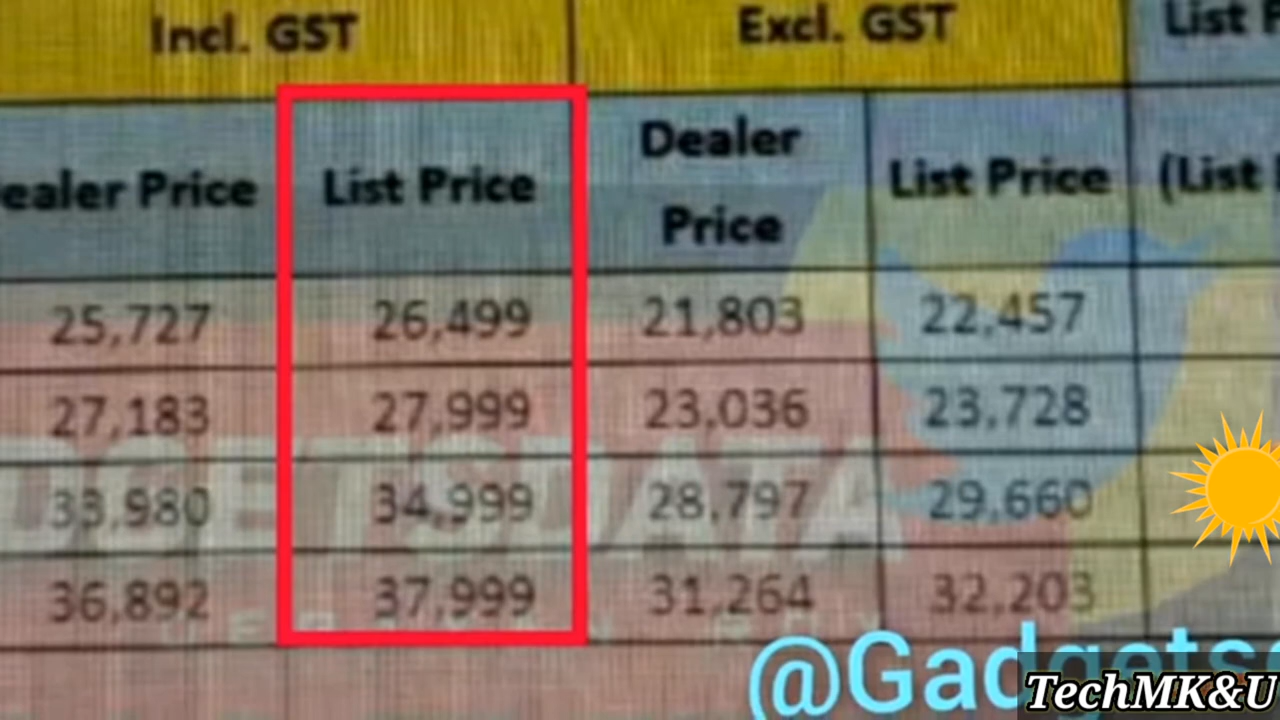 Incl. GST Excl. GST List
ealer Price List Price Dealer Price List Price (List
25,727 26,499 21,803 22,457
27,183 27,999 23,036 23,728
33,980 34,999 28,797 29,660
36,892 37,999 31,264 32,203
DGETSDATA
@Gadgets
TechMK&U